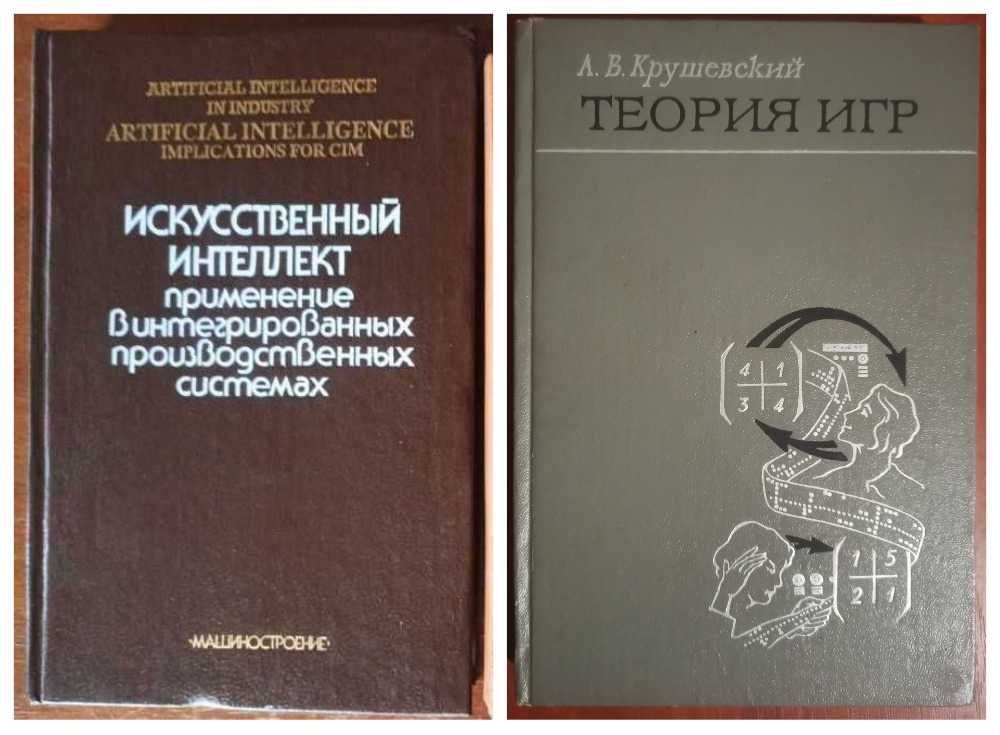 ARTIFICIAL INTELLIGENCE
IN INDUSTRY
ARTIFICIAL INTELLIGENCE
IMPLICATIONS FOR CIM
ИСКУССТВЕННЫЙ
ИНТЕЛЛЕКТ
применение
в интегрированных
производственных
системах
«МАШИНОСТРОЕНИЕ»
А. В. Крушевский
ТЕОРИЯ ИГР
4 1
3 4
1 5
2 1